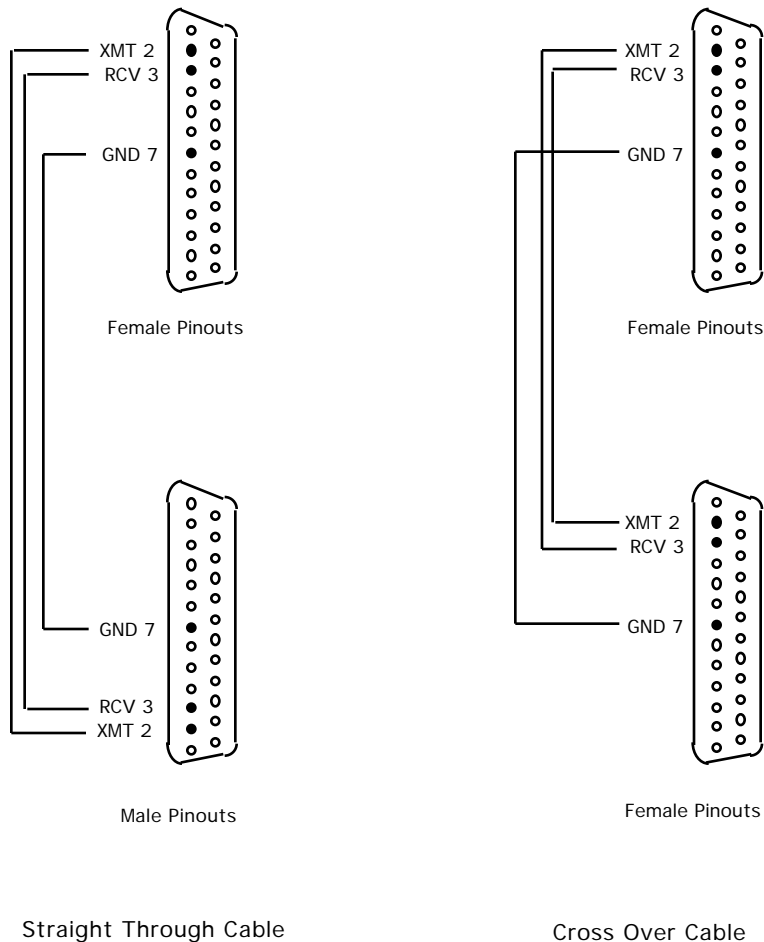 XMT 2
RCV 3
GND 7
Female Pinouts
GND 7
RCV 3
XMT 2
Male Pinouts
Straight Through Cable
XMT 2
RCV 3
GND 7
Female Pinouts
XMT 2
RCV 3
GND 7
Female Pinouts
Cross Over Cable